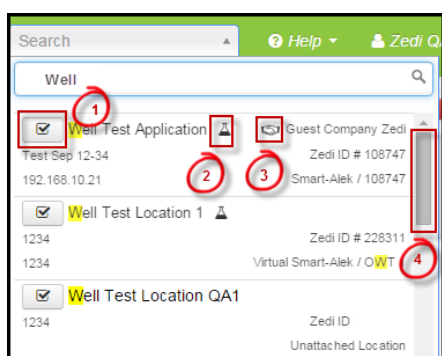 Search Help Zedi Q
Well
1
Well Test Application Guest Company Zedi
Test Sep 12-34 Zedi ID # 108747
192.168.10.21 Smart-Alek / 108747
2 3 4
Well Test Location 1
1234 Zedi ID # 228311
1234 Virtual Smart-Alek / OWT
Well Test Location QA1
1234 Zedi ID
Unattached Location